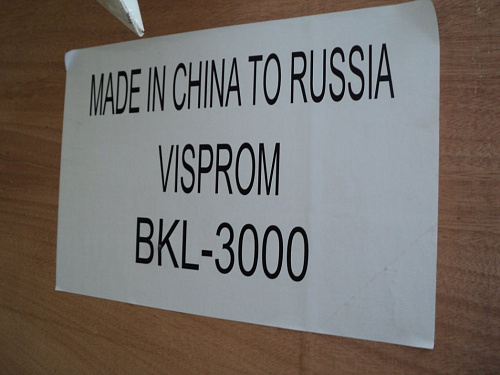 MADE IN CHINA TO RUSSIA
VISPROM
BKL-3000